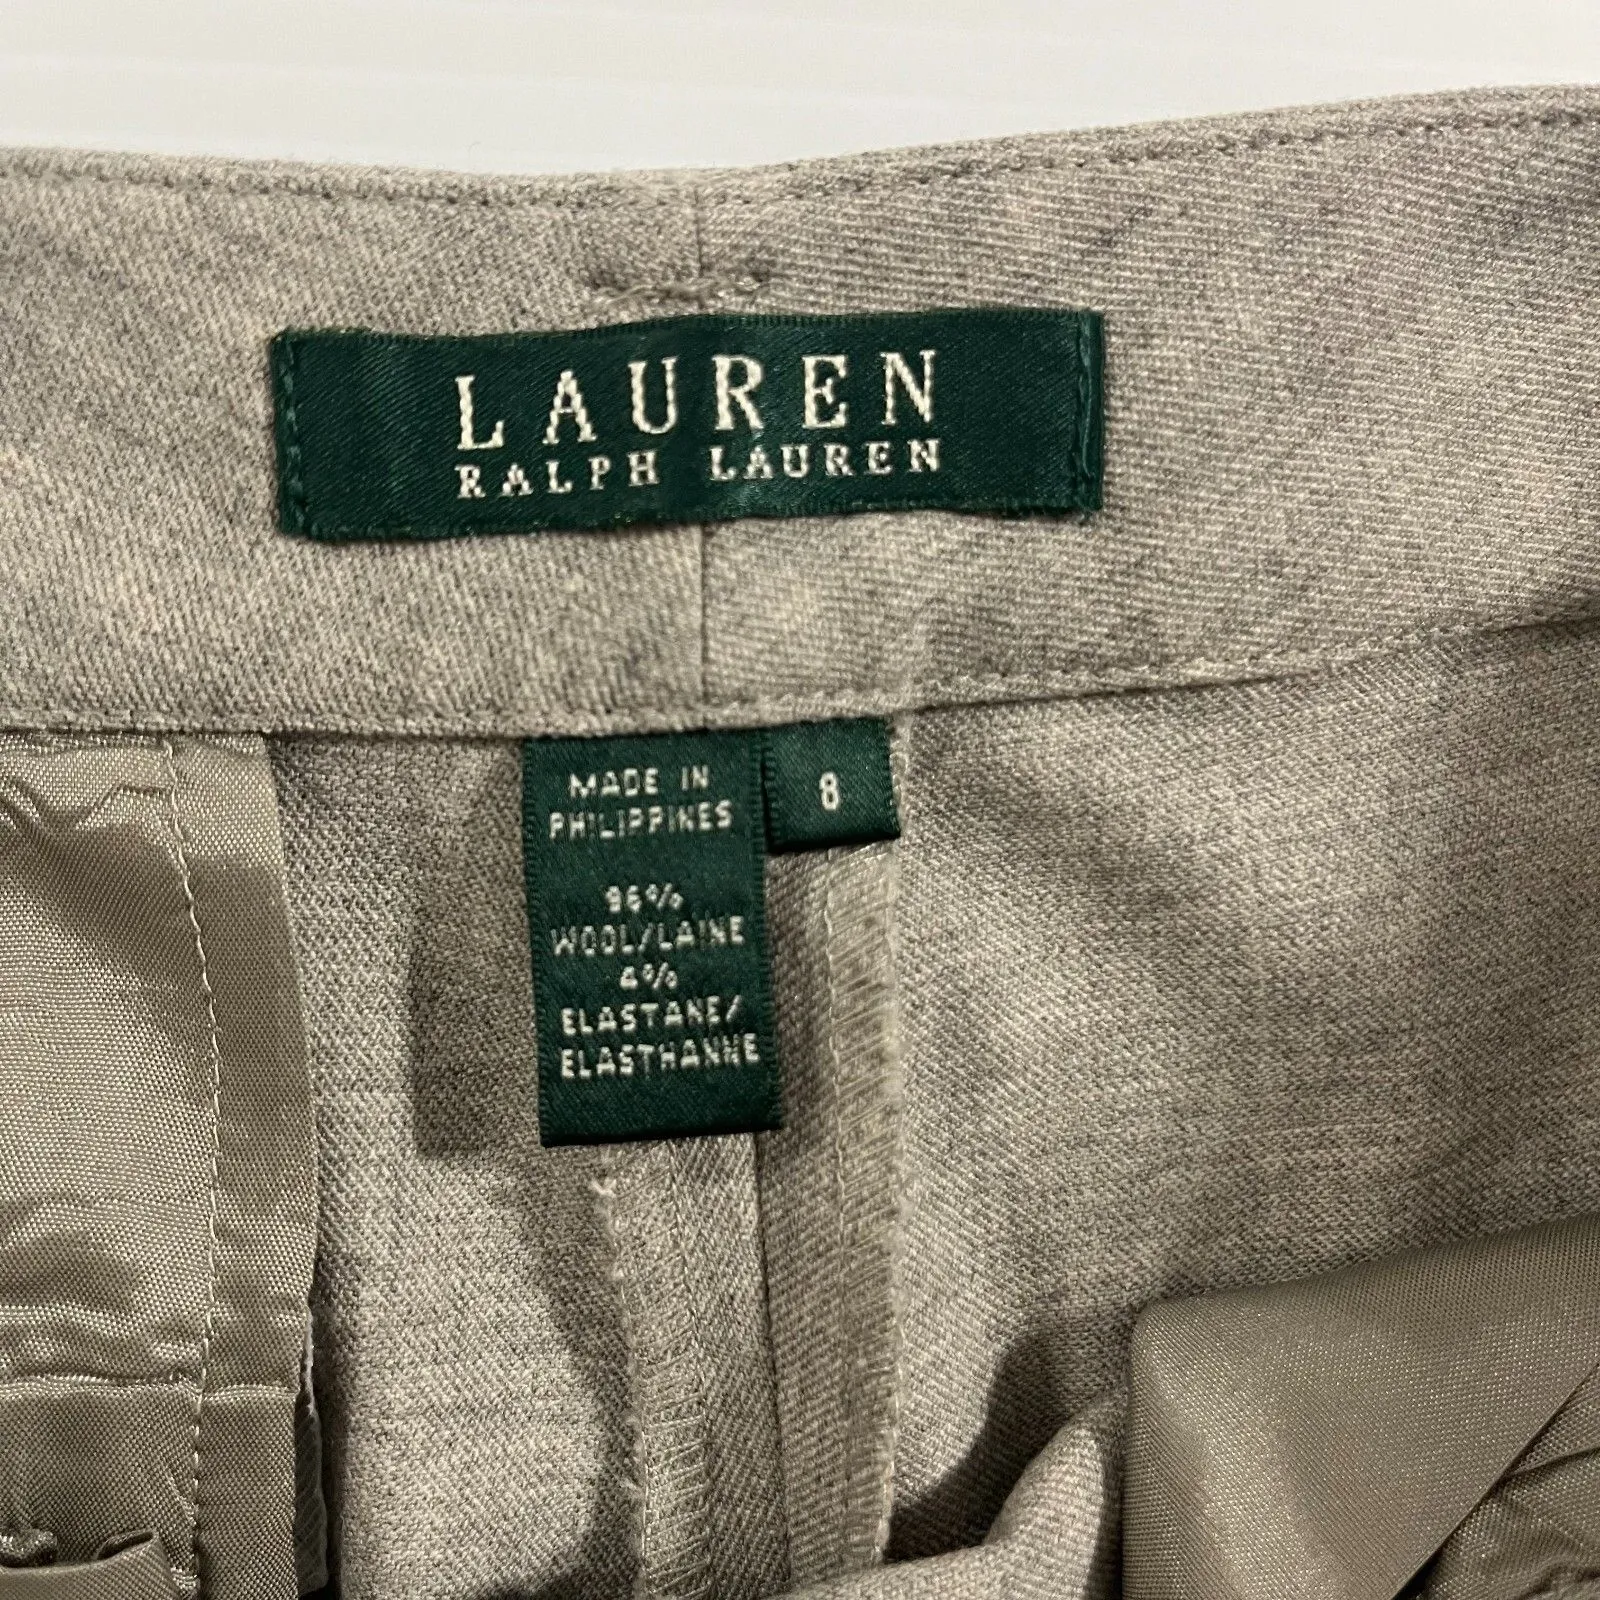 LAUREN
RALPH LAUREN
MADE IN
PHILIPPINES
8
96%
WOOL/LAINE
4%
ELASTANE/
ELASTHANNE